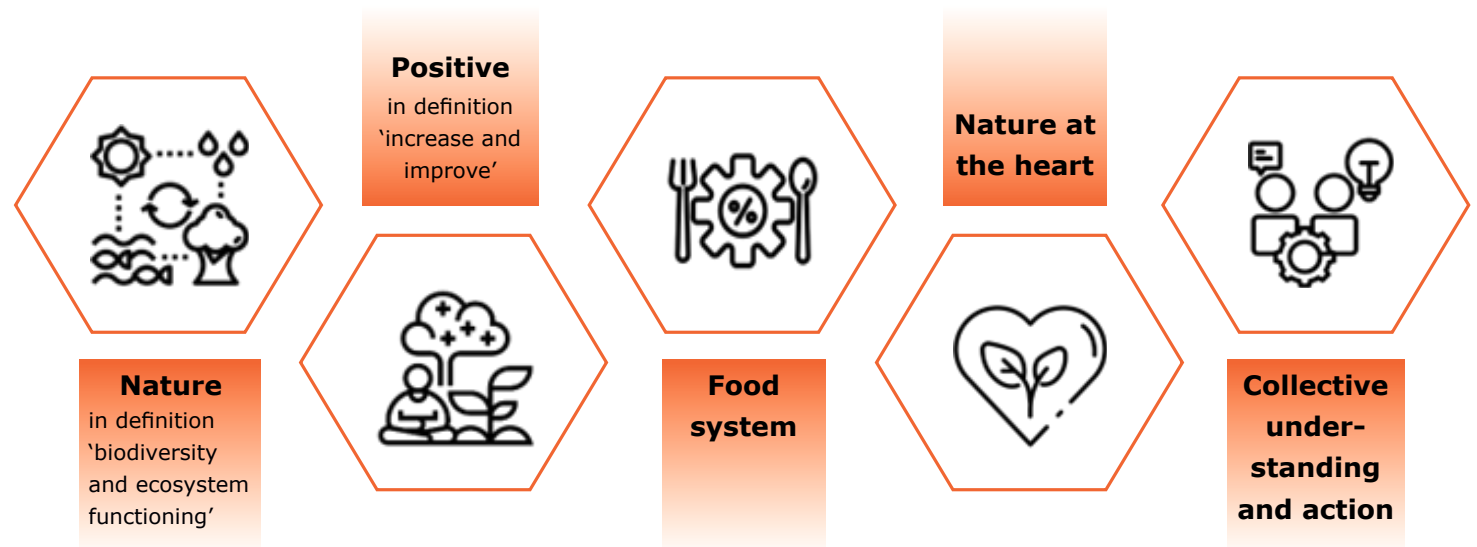 Nature
in definition
‘biodiversity
and ecosystem
functioning’
Positive
in definition
‘increase and
improve’
%
Food
system
Nature at
the heart
Collective
under-
standing
and action